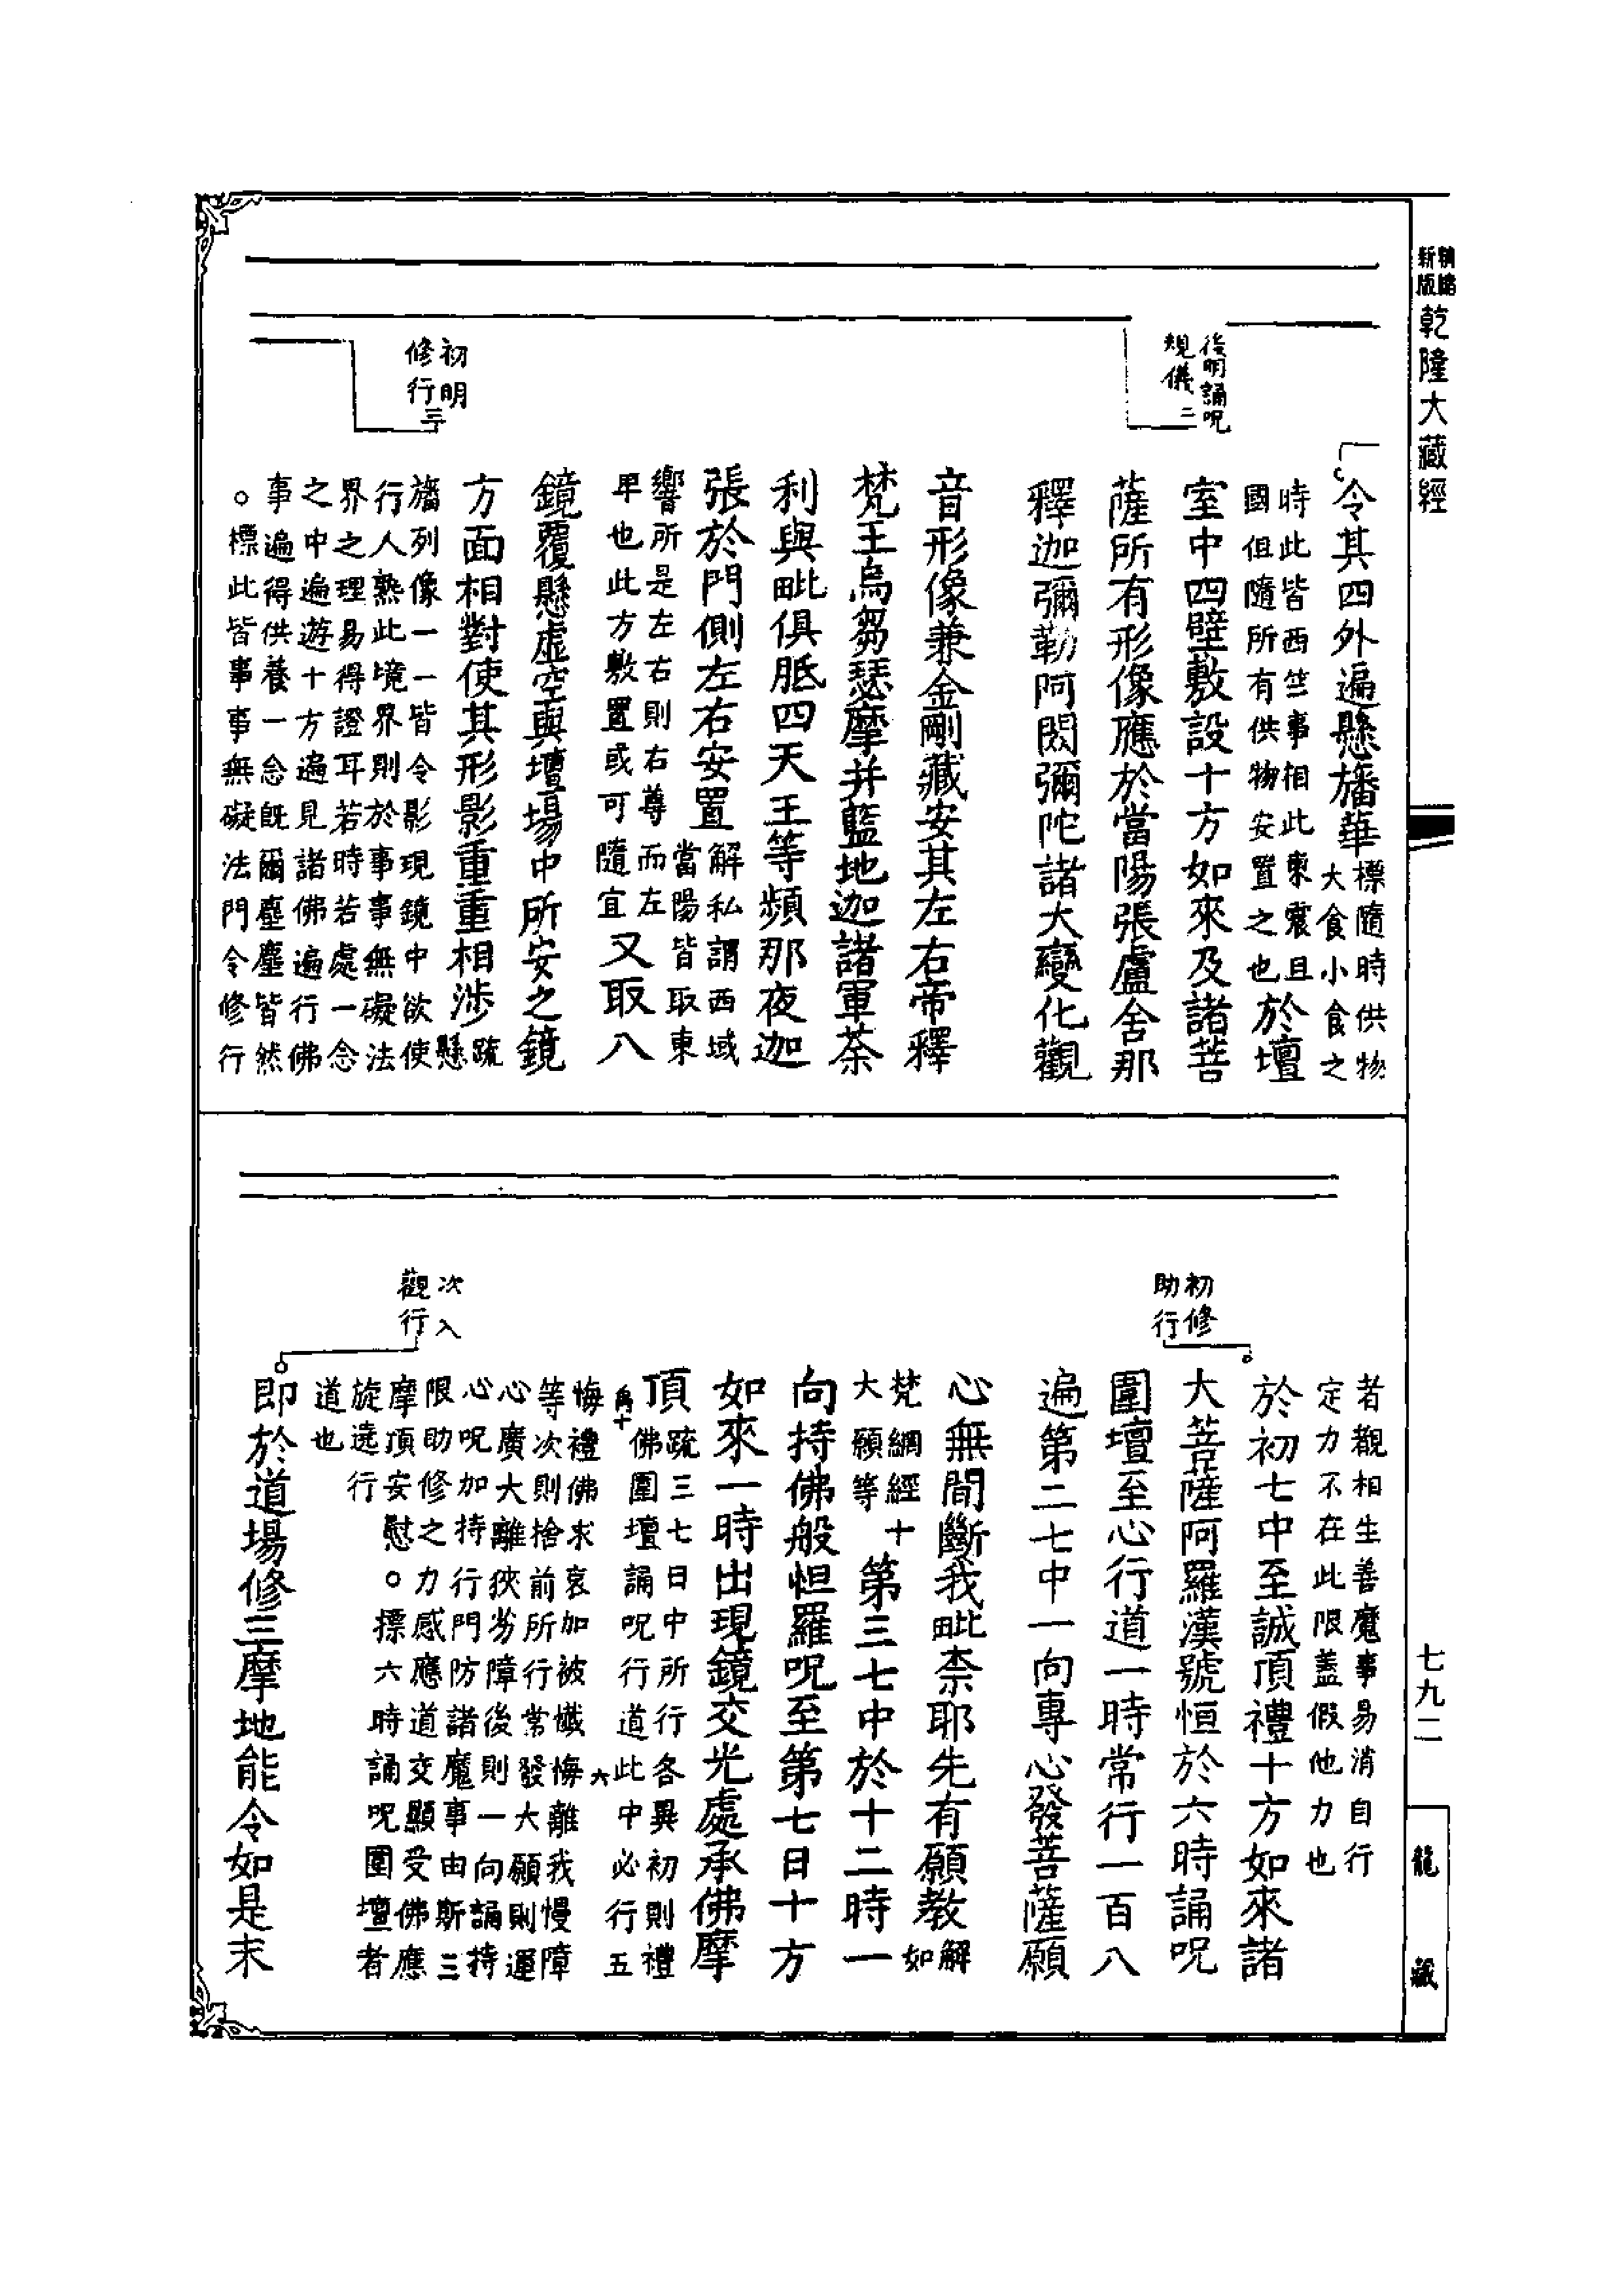 新版
乾隆大藏經
後明誦呪
規儀二
令其四外遍懸旛華標隨時供物
大食小食之
時此皆西竺事相此東震且
國但隨所有供物安置之也於壇
室中四壁敷設十方如來及諸菩
薩所有形像應於當陽張盧舍那
釋迦彌勒阿閦彌陀諸大變化觀
音形像兼金剛藏安其左右帝釋
梵王烏芻瑟摩并藍地迦諸軍荼
利與毗俱胝四天王等頻那夜迦
張於門側左右安置解私謂西域
當陽皆取東
響所是左右則右尊而左
早也此方敷置或可隨宜又取八
鏡覆懸虛空與壇場中所安之鏡
方面相對使其形影重重相涉疏
懸
旛列像一一皆令影現鏡中欲使
行人熟此境界則於事事無礙法
界之理易得證耳若時若處一念
之中遍遊十方遍見諸佛遍行佛
事遍得供養一念既爾塵塵皆然
○標此皆事事無礙法門令修行
初明
修行三
者觀相生善魔事易消自行
定力不在此限蓋假他力也
初修
助行
於初七中至誠頂禮十方如來諸
大菩薩阿羅漢號恒於六時誦呪
圍壇至心行道一時常行一百八
遍第二七中一向專心發菩薩願
心無間斷我毗柰耶先有願教解
如
梵網經十
大願等第三七中於十二時一
向持佛般怛羅呪至第七日十方
如來一時出現鏡交光處承佛摩
頂疏三七日中所行各異初則禮
佛圍壇誦呪行道此中必行五
悔禮佛求哀加被懺悔離我慢障
等次則捨前所行常發大願則運
心廣大離狹劣障後則一向誦持
心呪加持行門防諸魔事由斯三
限助修之力感應道交顯受佛應
摩頂安慰○標六時誦呪圍壇者
旋遶行
道也
次入
觀行
即於道場修三摩地能令如是末
七九二
龍
藏